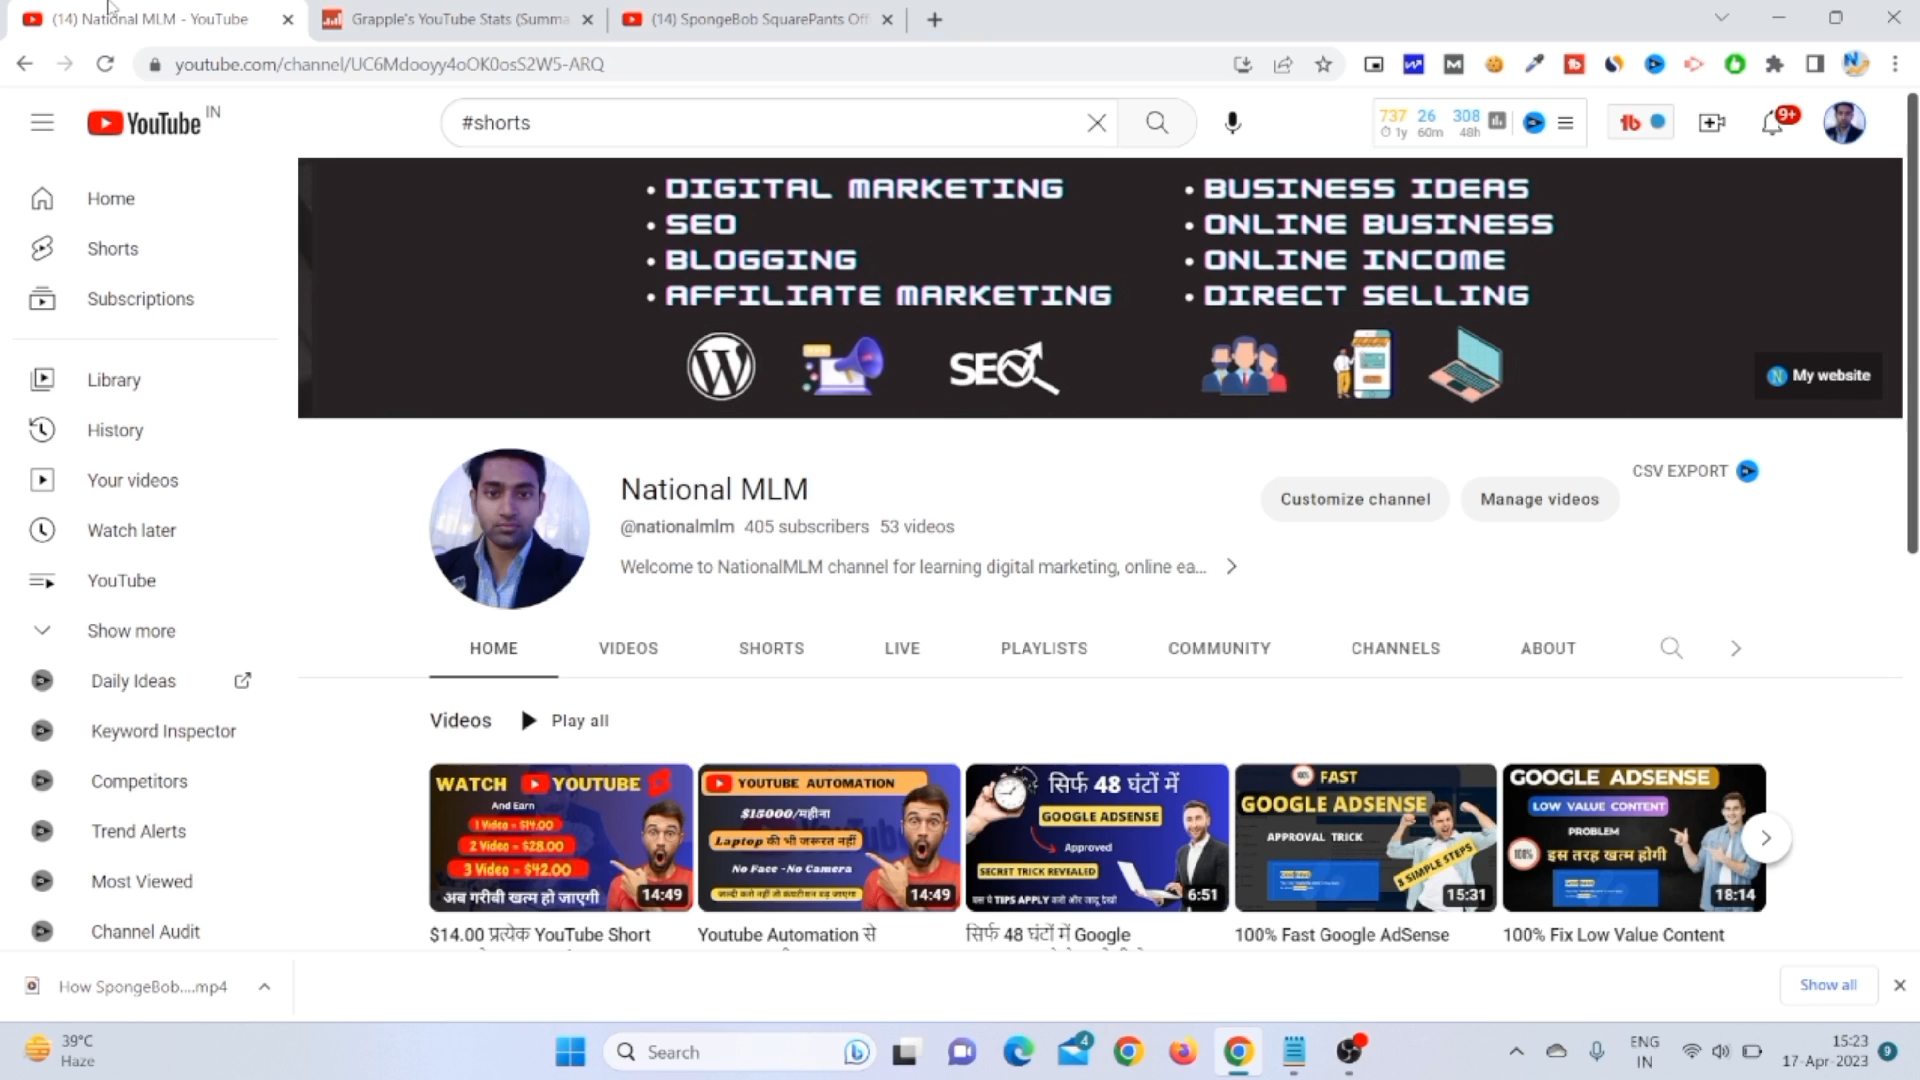 (14) National MLM - YouTube
Grapple's YouTube Stats (Summa
(14) SpongeBob SquarePants Off
youtube.com/channel/UC6Mdooyy4oOK0osS2W5-ARQ
YouTube IN
#shorts
737 26 308
1y 60m 48h
9+
Home
Shorts
Subscriptions
Library
History
Your videos
Watch later
YouTube
Show more
Daily Ideas
Keyword Inspector
Competitors
Trend Alerts
Most Viewed
Channel Audit
• DIGITAL MARKETING
• SEO
• BLOGGING
• AFFILIATE MARKETING
• BUSINESS IDEAS
• ONLINE BUSINESS
• ONLINE INCOME
• DIRECT SELLING
SEO
My website
National MLM
@nationalmlm 405 subscribers 53 videos
Welcome to NationalMLM channel for learning digital marketing, online ea...
Customize channel
Manage videos
CSV EXPORT
HOME VIDEOS SHORTS LIVE PLAYLISTS COMMUNITY CHANNELS ABOUT
Videos Play all
WATCH YOUTUBE
And Earn
1 Video = $14.00
2 Video = $28.00
3 Video = $42.00
अब गरीबी खत्म हो जाएगी
14:49
YOUTUBE AUTOMATION
$15000/महीना
Laptop की भी जरूरत नहीं
No Face -No Camera
14:49
सिर्फ 48 घंटों में
GOOGLE ADSENSE
Approved
SECRET TRICK REVEALED
बस ये TIPS APPLY करो और जादू देखो
6:51
100% FAST
GOOGLE ADSENSE
APPROVAL TRICK
3 SIMPLE STEPS
15:31
GOOGLE ADSENSE
LOW VALUE CONTENT
PROBLEM
100% इस तरह खत्म होगी
18:14
$14.00 प्रत्येक YouTube Short
Youtube Automation से
सिर्फ 48 घंटों में Google
100% Fast Google AdSense
100% Fix Low Value Content
How SpongeBob....mp4
Show all
39°C
Haze
Search
4
ENG
IN
15:23
17-Apr-2023
9